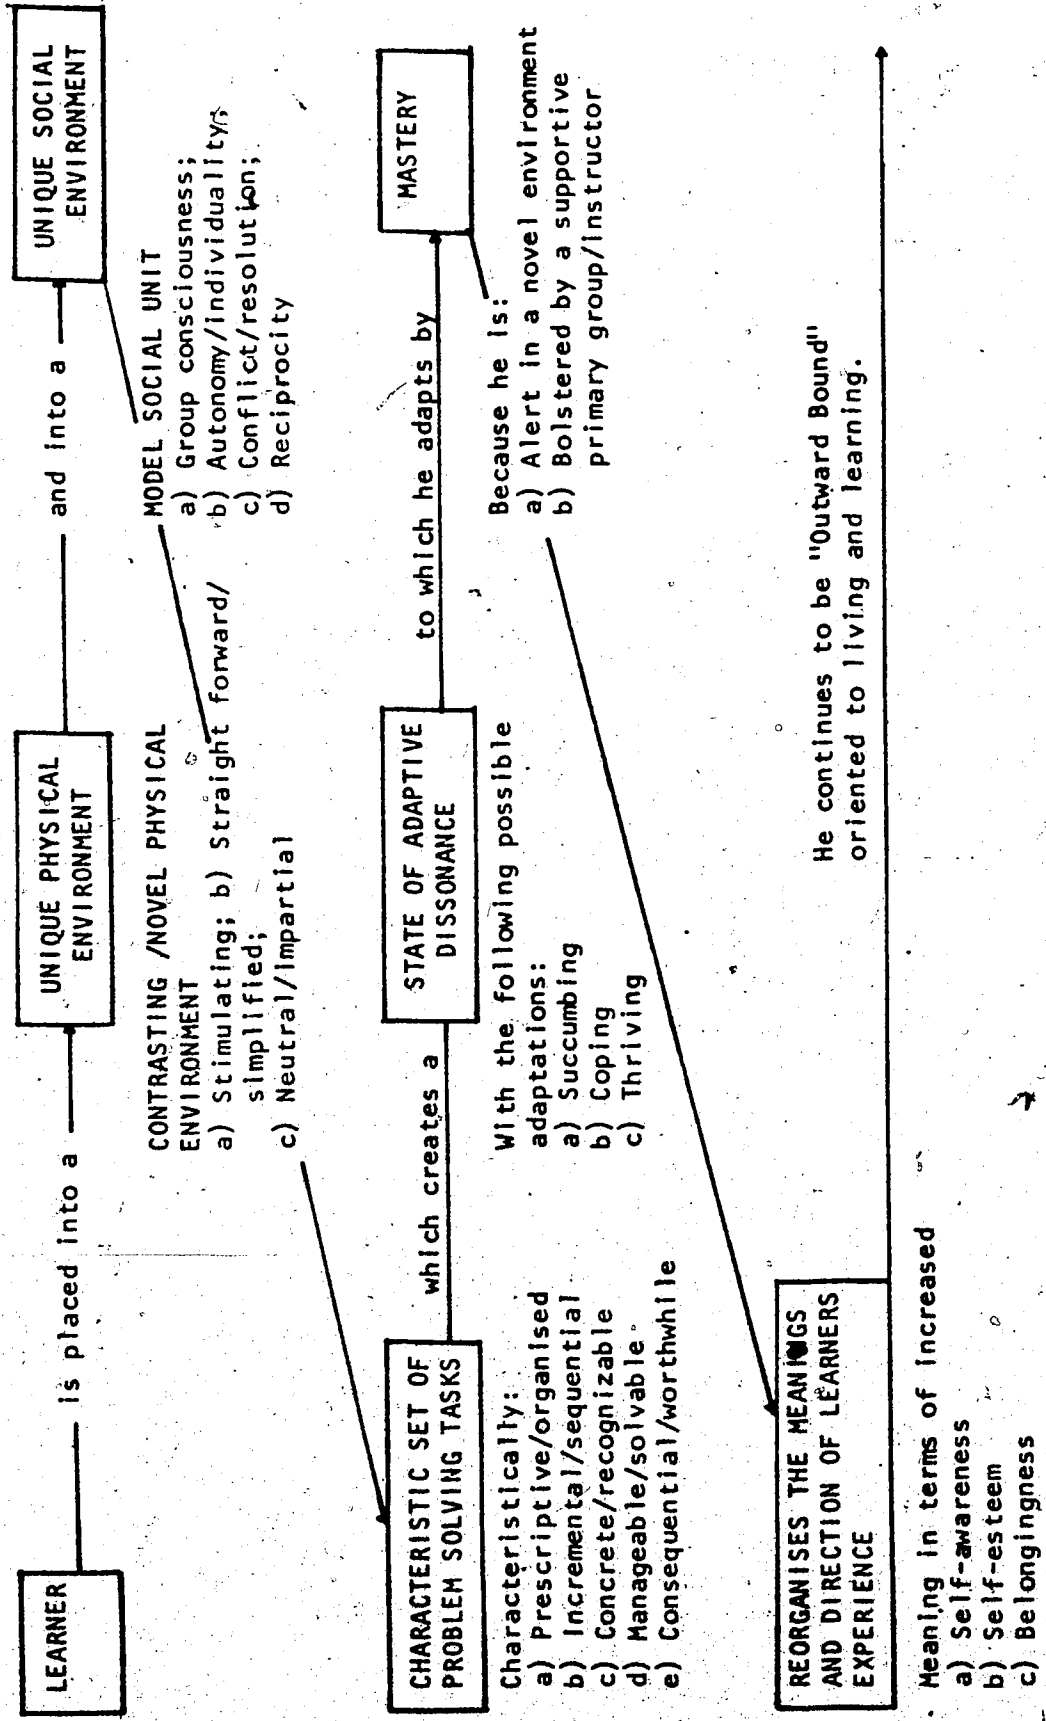 LEARNER
is placed into a
UNIQUE PHYSICAL
ENVIRONMENT
and into a
UNIQUE SOCIAL
ENVIRONMENT
CONTRASTING /NOVEL PHYSICAL
ENVIRONMENT
a) Stimulating; b) Straight forward/
simplified;
c) Neutral/impartial
MODEL SOCIAL UNIT
a) Group consciousness;
b) Autonomy/individuality;
c) Conflict/resolution;
d) Reciprocity
CHARACTERISTIC SET OF
PROBLEM SOLVING TASKS
which creates a
STATE OF ADAPTIVE
DISSONANCE
to which he adapts by
MASTERY
Characteristically:
a) Prescriptive/organised
b) Incremental/sequential
c) Concrete/recognizable
d) Manageable/solvable
e) Consequential/worthwhile
With the following possible
adaptations:
a) Succumbing
b) Coping
c) Thriving
Because he is:
a) Alert in a novel environment
b) Bolstered by a supportive
primary group/instructor
REORGANISES THE MEANINGS
AND DIRECTION OF LEARNERS
EXPERIENCE
He continues to be "Outward Bound"
oriented to living and learning.
Meaning in terms of increased
a) Self-awareness
b) Self-esteem
c) Belongingness